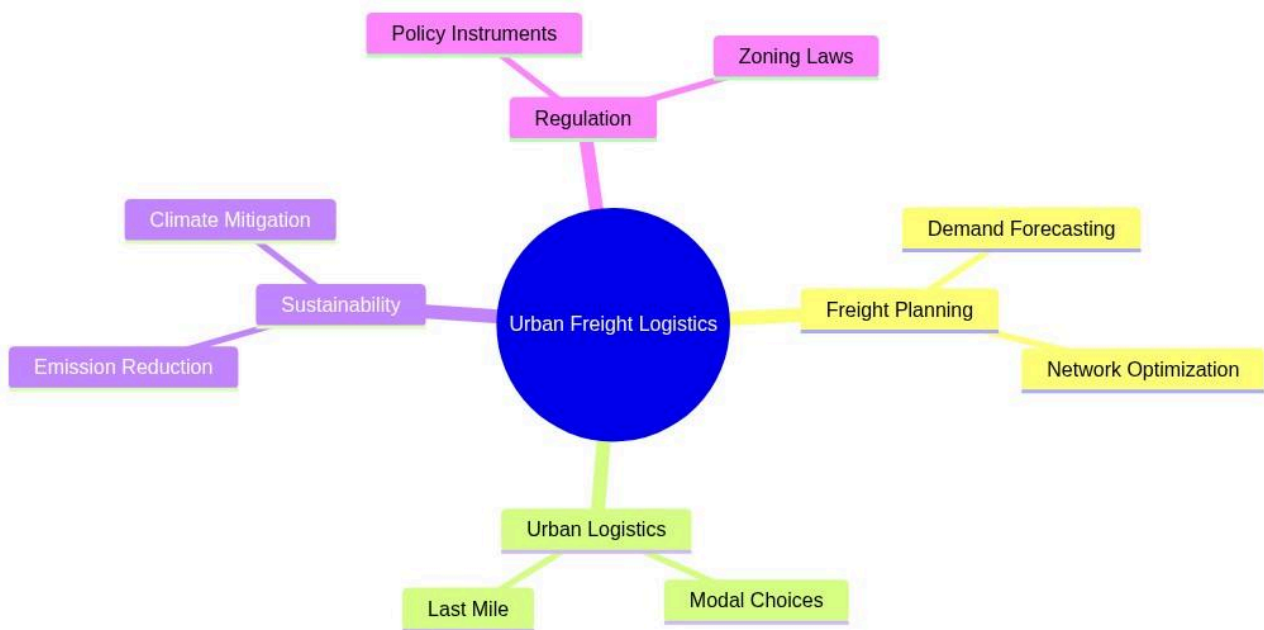 Policy Instruments
Zoning Laws
Regulation
Climate Mitigation
Demand Forecasting
Sustainability
Freight Planning
Urban Freight Logistics
Emission Reduction
Network Optimization
Urban Logistics
Last Mile
Modal Choices